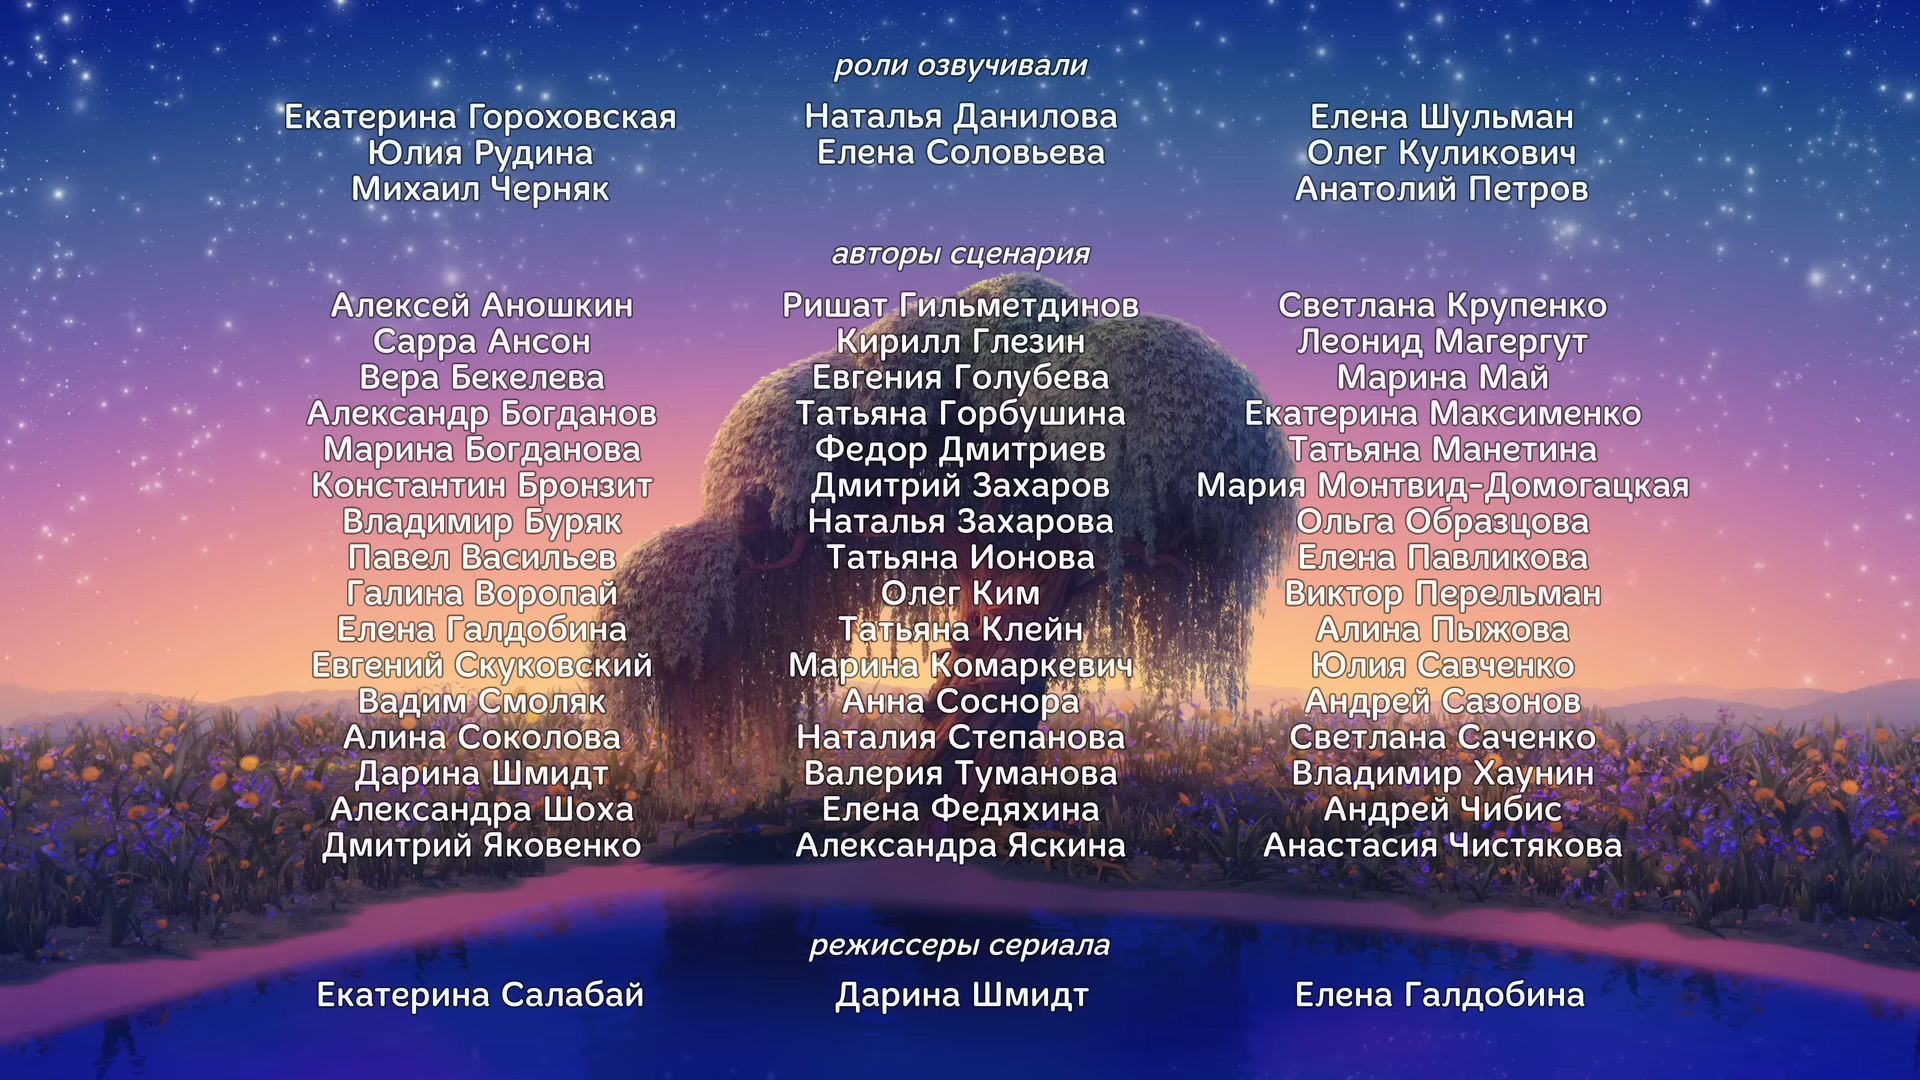 роли озвучивали
Екатерина Гороховская
Юлия Рудина
Михаил Черняк
Наталья Данилова
Елена Соловьева
Елена Шульман
Олег Куликович
Анатолий Петров
авторы сценария
Алексей Аношкин
Сарра Ансон
Вера Бекелева
Александр Богданов
Марина Богданова
Константин Бронзит
Владимир Буряк
Павел Васильев
Галина Воропай
Елена Галдобина
Евгений Скуковский
Вадим Смоляк
Алина Соколова
Дарина Шмидт
Александра Шоха
Дмитрий Яковенко
Ришат Гильметдинов
Кирилл Глезин
Евгения Голубева
Татьяна Горбушина
Федор Дмитриев
Дмитрий Захаров
Наталья Захарова
Татьяна Ионова
Олег Ким
Татьяна Клейн
Марина Комаркевич
Анна Соснора
Наталия Степанова
Валерия Туманова
Елена Федяхина
Александра Яскина
Светлана Крупенко
Леонид Магергут
Марина Май
Екатерина Максименко
Татьяна Манетина
Мария Монтвид-Домогацкая
Ольга Образцова
Елена Павликова
Виктор Перельман
Алина Пыжова
Юлия Савченко
Андрей Сазонов
Светлана Саченко
Владимир Хаунин
Андрей Чибис
Анастасия Чистякова
режиссеры сериала
Екатерина Салабай
Дарина Шмидт
Елена Галдобина